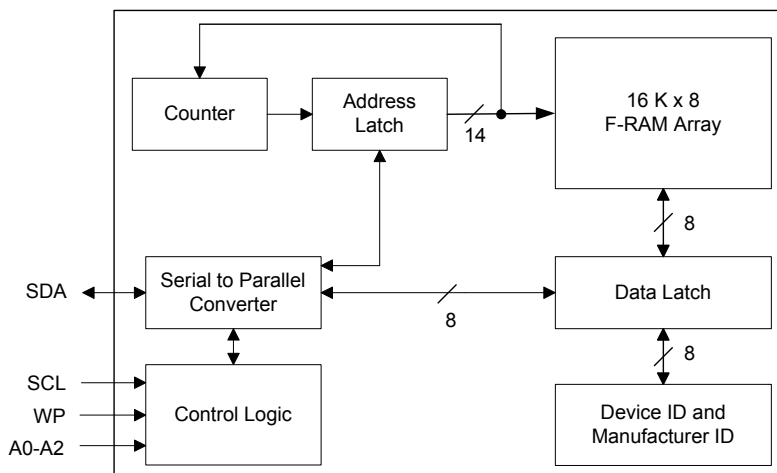 Counter
Address
Latch
14
16 K x 8
F-RAM Array
8
SDA
Serial to Parallel
Converter
8
Data Latch
8
SCL
WP
A0-A2
Control Logic
Device ID and
Manufacturer ID